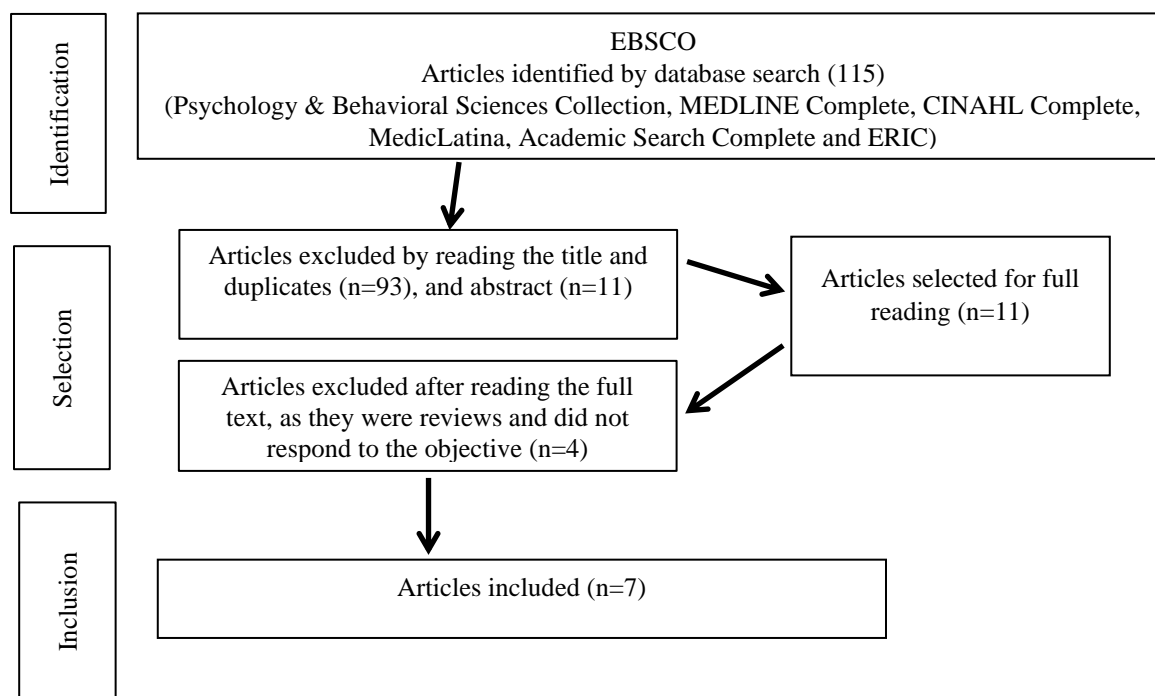 Identification
EBSCO
Articles identified by database search (115)
(Psychology & Behavioral Sciences Collection, MEDLINE Complete, CINAHL Complete,
MedicLatina, Academic Search Complete and ERIC)
Selection
Articles excluded by reading the title and
duplicates (n=93), and abstract (n=11)
Articles selected for full
reading (n=11)
Articles excluded after reading the full
text, as they were reviews and did not
respond to the objective (n=4)
Inclusion
Articles included (n=7)